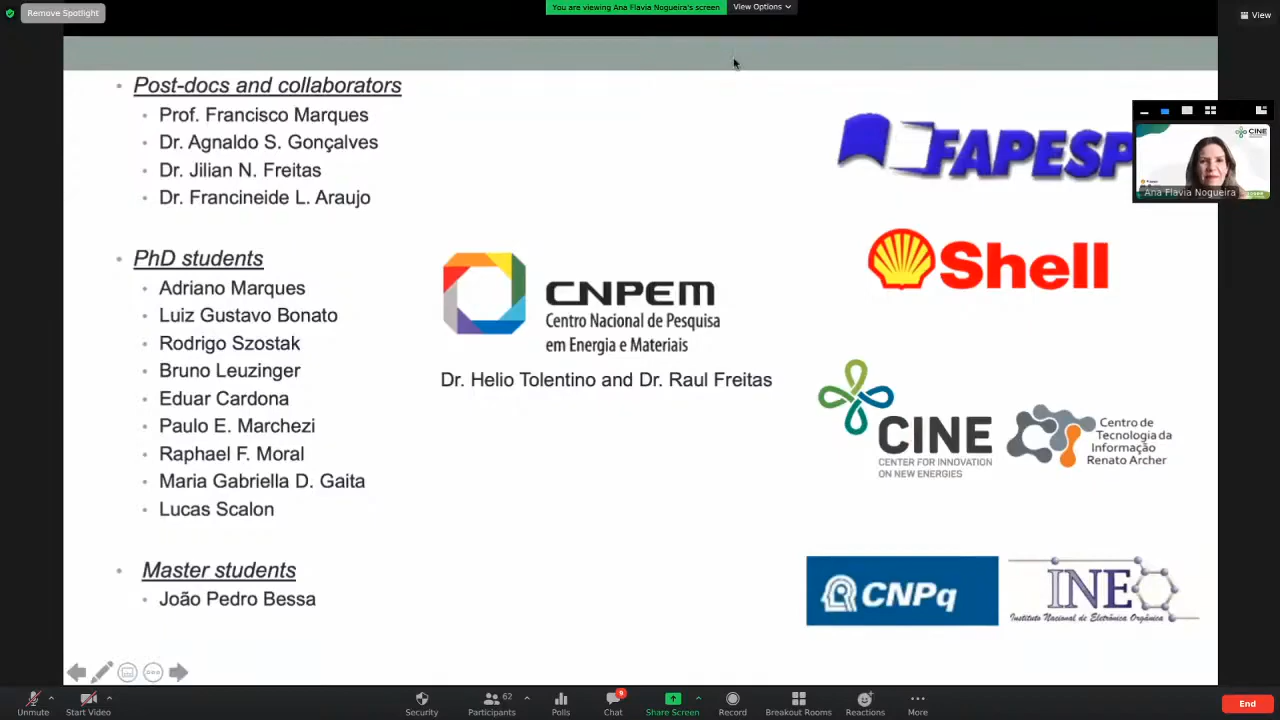 Remove Spotlight
You are viewing Ana Flavia Nogueira's screen
View Options
View
Post-docs and collaborators
Prof. Francisco Marques
Dr. Agnaldo S. Gonçalves
Dr. Jilian N. Freitas
Dr. Francineide L. Araujo
PhD students
Adriano Marques
Luiz Gustavo Bonato
Rodrigo Szostak
Bruno Leuzinger
Eduar Cardona
Paulo E. Marchezi
Raphael F. Moral
Maria Gabriella D. Gaita
Lucas Scalon
Master students
João Pedro Bessa
CNPEM
Centro Nacional de Pesquisa
em Energia e Materiais
Dr. Helio Tolentino and Dr. Raul Freitas
FAPESP
CINE
Ana Flavia Nogueira
Shell
CINE
CENTER FOR INNOVATION
ON NEW ENERGIES
Centro de
Tecnologia da
Informação
Renato Archer
CNPq
INEO
Instituto Nacional de Eletrônica Orgânica
Unmute
Start Video
Security
Participants
62
Polls
Chat
9
Share Screen
Record
Breakout Rooms
Reactions
More
End